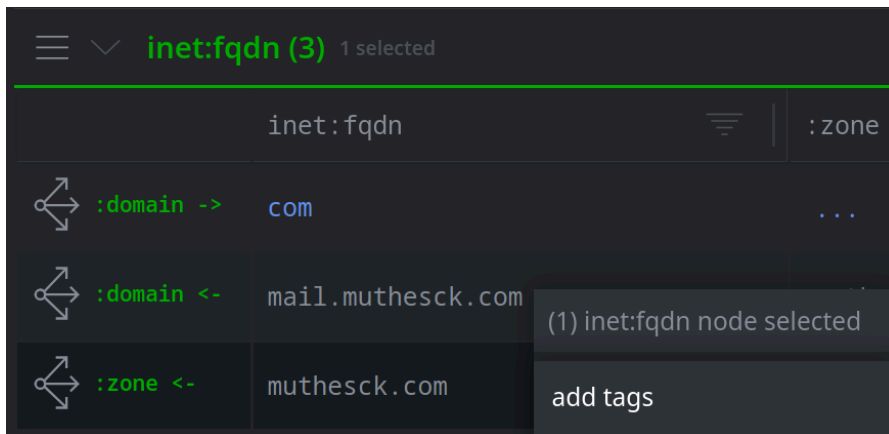 inet:fqdn (3) 1 selected
inet:fqdn :zone
:domain -> com ...
:domain <- mail.muthesck.com
(1) inet:fqdn node selected
:zone <- muthesck.com
add tags